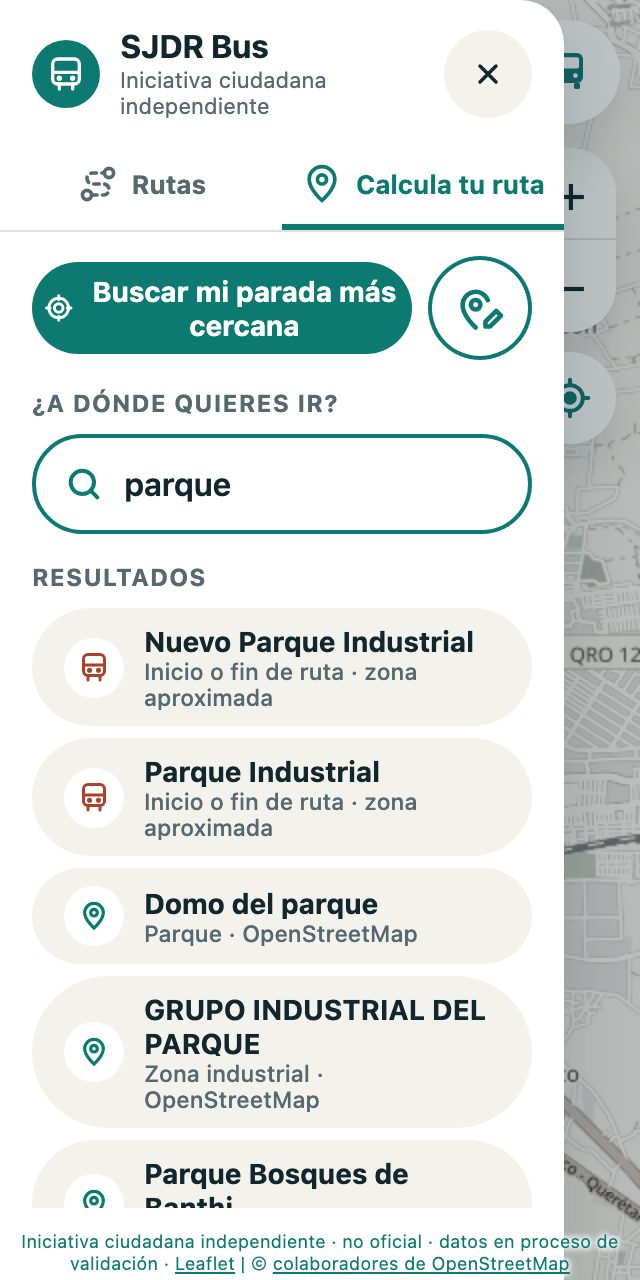 SJDR Bus
Iniciativa ciudadana
independiente
Rutas
Calcula tu ruta
Buscar mi parada más
cercana
¿A DÓNDE QUIERES IR?
parque
RESULTADOS
Nuevo Parque Industrial
Inicio o fin de ruta · zona
aproximada
Parque Industrial
Inicio o fin de ruta · zona
aproximada
Domo del parque
Parque · OpenStreetMap
GRUPO INDUSTRIAL DEL
PARQUE
Zona industrial ·
OpenStreetMap
Parque Bosques de
Banthi
QRO 12
Iniciativa ciudadana independiente · no oficial · datos en proceso de
validación · Leaflet | © colaboradores de OpenStreetMap